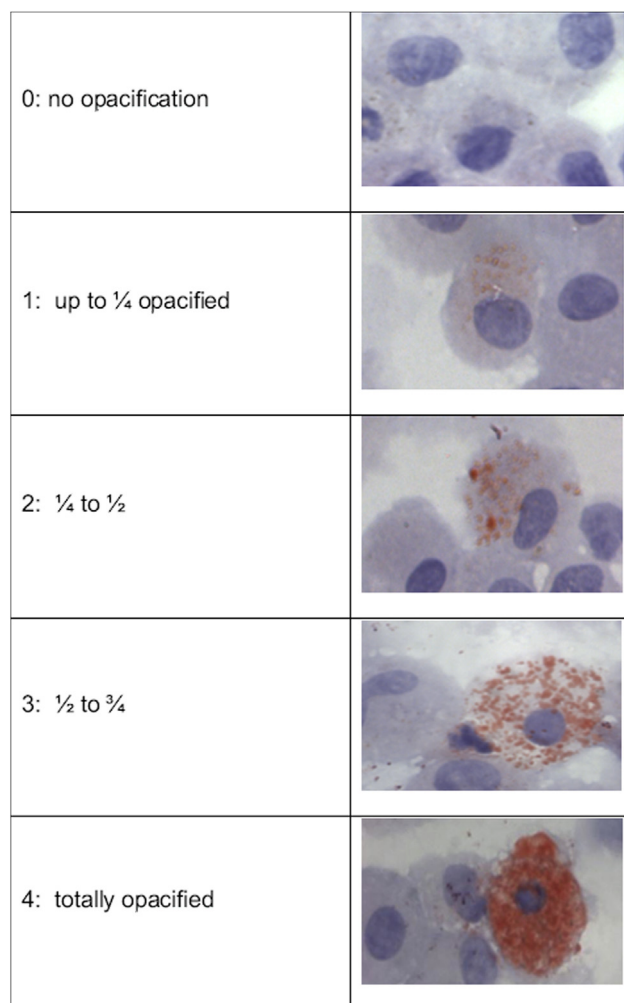 0: no opacification
1: up to ¼ opacified
2: ¼ to ½
3: ½ to ¾
4: totally opacified